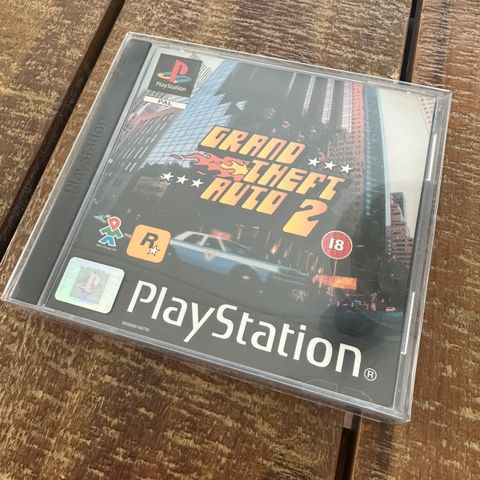 PlayStation
PAL
PlayStation
GRAND
THEFT
AUTO 2
R
18
PlayStation®